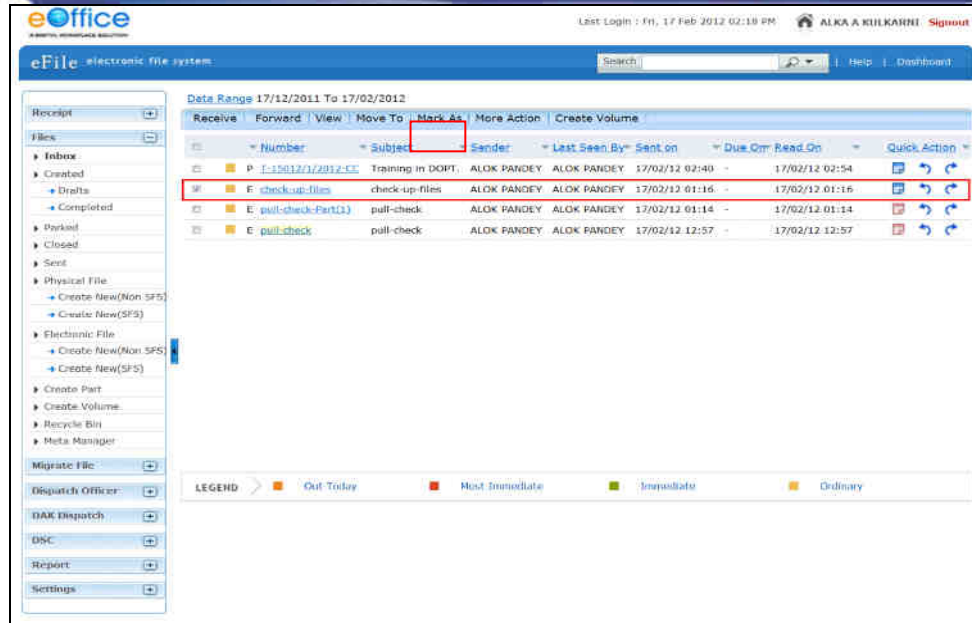 eOffice
A DIGITAL WORKPLACE SOLUTION
Last Login : Fri, 17 Feb 2012 02:18 PM ALKA A KULKARNI Signout
eFile electronic file system
Search | Help | Dashboard
Receipt
Files
Inbox
Created
Drafts
Completed
Parked
Closed
Sent
Physical File
Create New(Non SFS)
Create New(SFS)
Electronic File
Create New(Non SFS)
Create New(SFS)
Create Part
Create Volume
Recycle Bin
Meta Manager
Migrate File
Dispatch Officer
DAK Dispatch
DSC
Report
Settings
Data Range 17/12/2011 To 17/02/2012
Receive Forward View Move To Mark As More Action Create Volume
Number Subject Sender Last Seen By Sent on Due On Read On Quick Action
P T-15012/1/2012-CC Training in DOPT. ALOK PANDEY ALOK PANDEY 17/02/12 02:40 - 17/02/12 02:54
E check-up-files check-up-files ALOK PANDEY ALOK PANDEY 17/02/12 01:16 - 17/02/12 01:16
E pull-check-Part(1) pull-check ALOK PANDEY ALOK PANDEY 17/02/12 01:14 - 17/02/12 01:14
E pull-check pull-check ALOK PANDEY ALOK PANDEY 17/02/12 12:57 - 17/02/12 12:57
LEGEND Out Today Most Immediate Immediate Ordinary